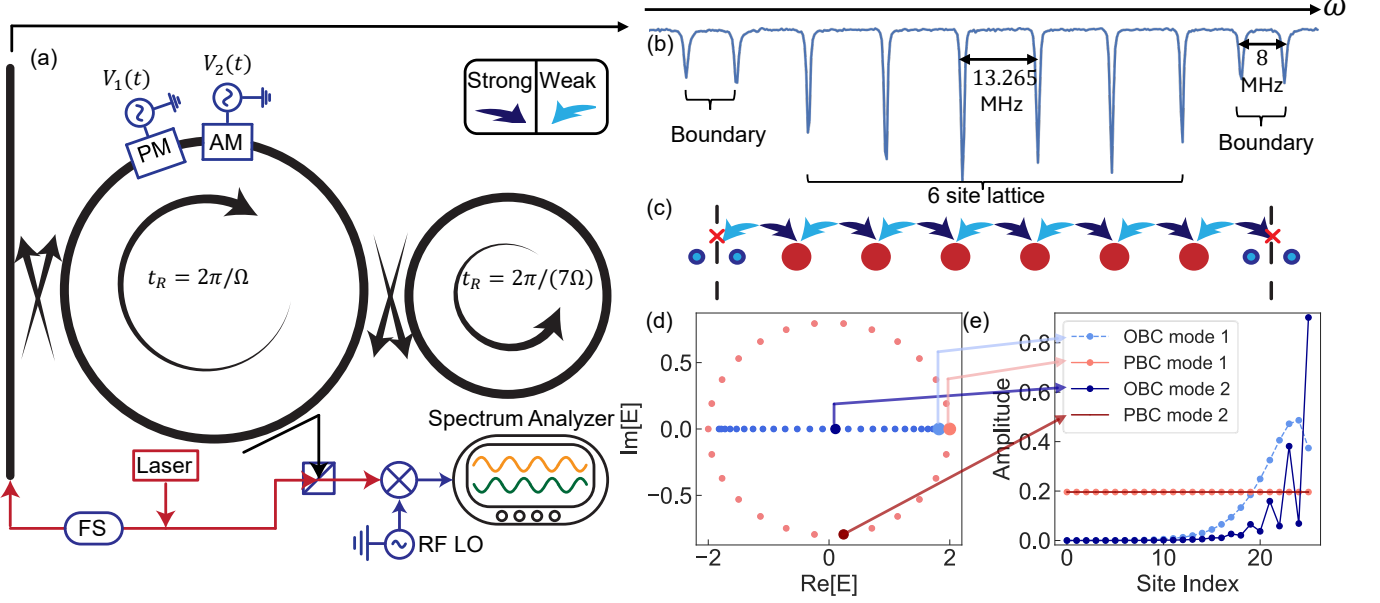 ω
(a)
V₁(t)
V₂(t)
PM
AM
Strong
Weak
t_R = 2π/Ω
t_R = 2π/(7Ω)
Laser
FS
Spectrum Analyzer
RF LO
(b)
13.265
MHz
8
MHz
Boundary
Boundary
6 site lattice
(c)
(d)
0.5
0.0
−0.5
Im[E]
−2
0
2
Re[E]
(e)
OBC mode 1
PBC mode 1
OBC mode 2
PBC mode 2
0.8
0.6
0.4
0.2
0.0
Amplitude
0
10
20
Site Index